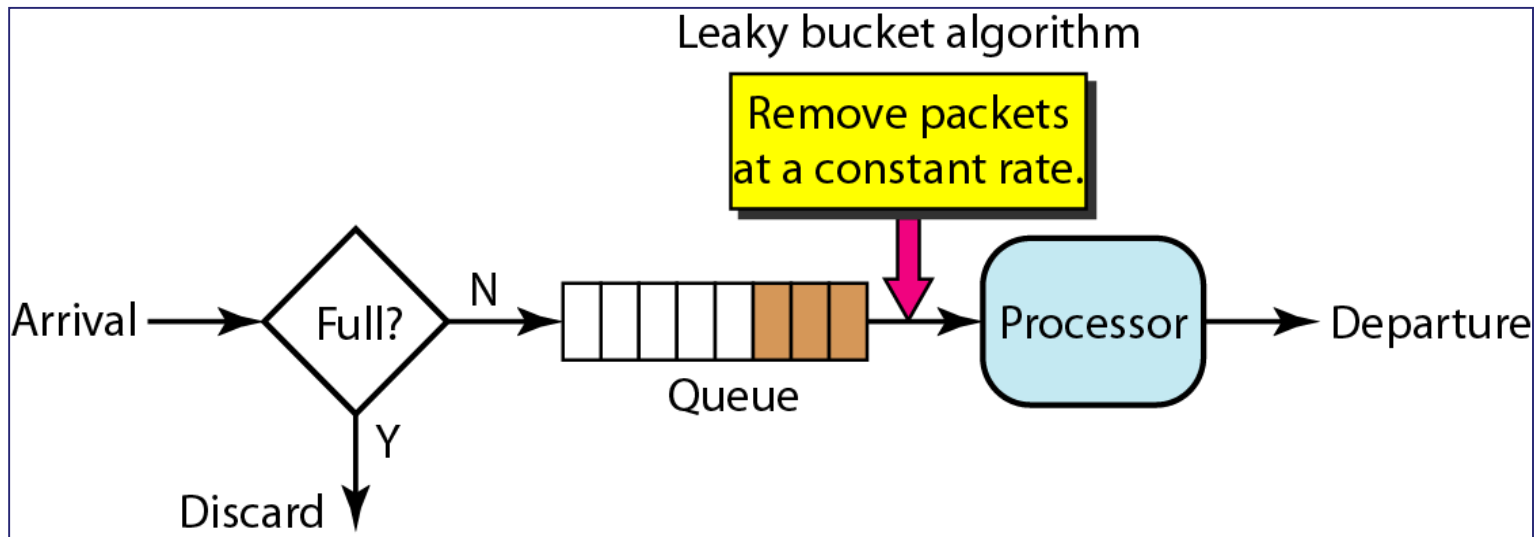 Leaky bucket algorithm
Remove packets
at a constant rate.
Arrival
Full?
N
Y
Discard
Queue
Processor
Departure